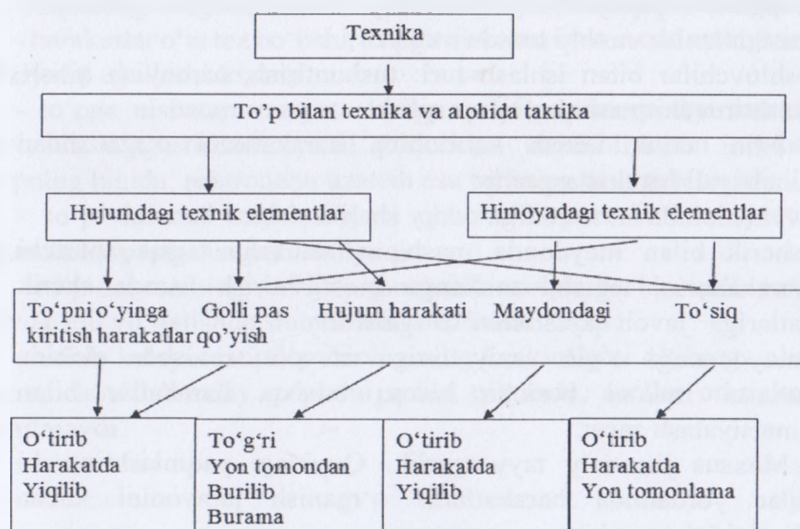 Texnika
To'p bilan texnika va alohida taktika
Hujumdagi texnik elementlar
Himoyadagi texnik elementlar
To'pni o'yinga Golli pas Hujum harakati Maydondagi To'siq
kiritish harakatlar qo'yish
O'tirib
Harakatda
Yiqilib
To'g'ri
Yon tomondan
Burilib
Burama
O'tirib
Harakatda
Yiqilib
O'tirib
Harakatda
Yon tomonlama